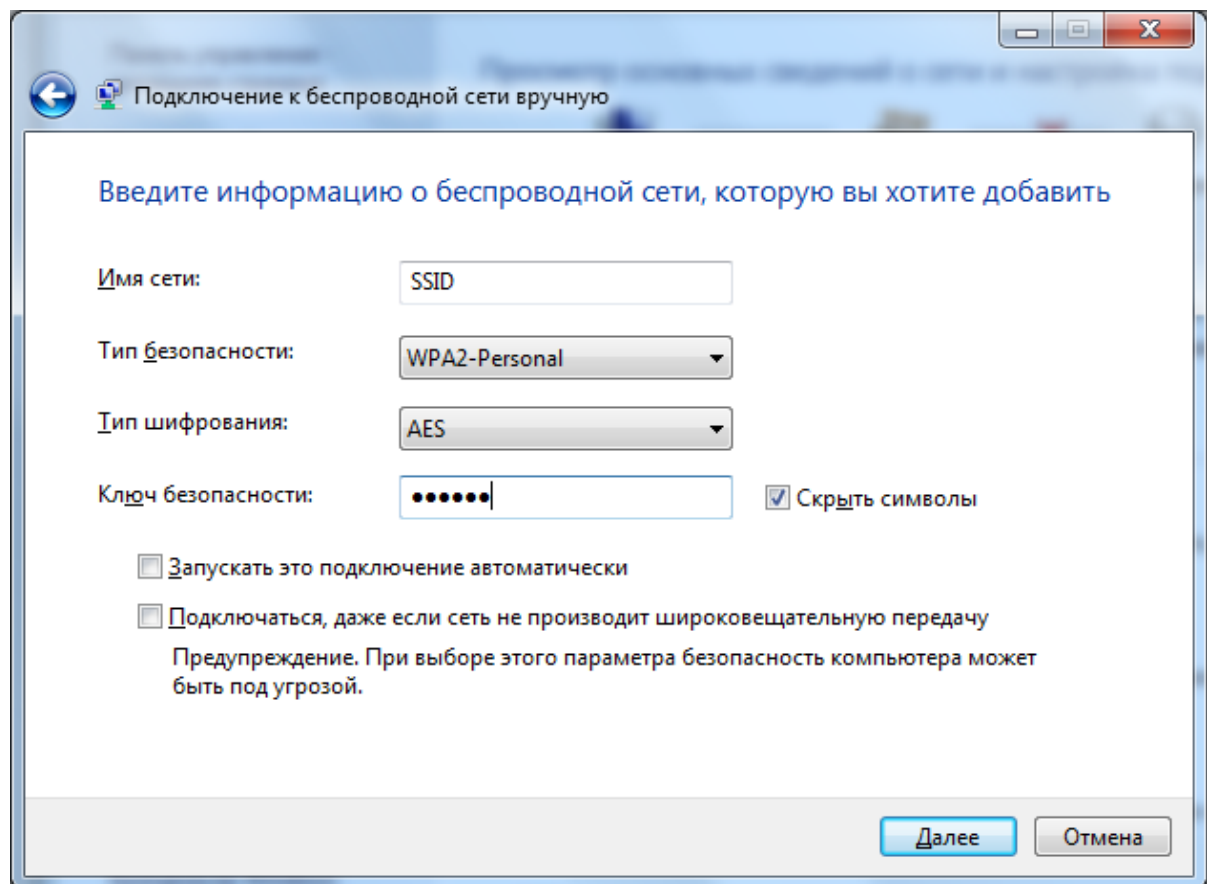 Подключение к беспроводной сети вручную
Введите информацию о беспроводной сети, которую вы хотите добавить
Имя сети:
SSID
Тип безопасности:
WPA2-Personal
Тип шифрования:
AES
Ключ безопасности:
••••••
Скрыть символы
Запускать это подключение автоматически
Подключаться, даже если сеть не производит широковещательную передачу
Предупреждение. При выборе этого параметра безопасность компьютера может
быть под угрозой.
Далее
Отмена